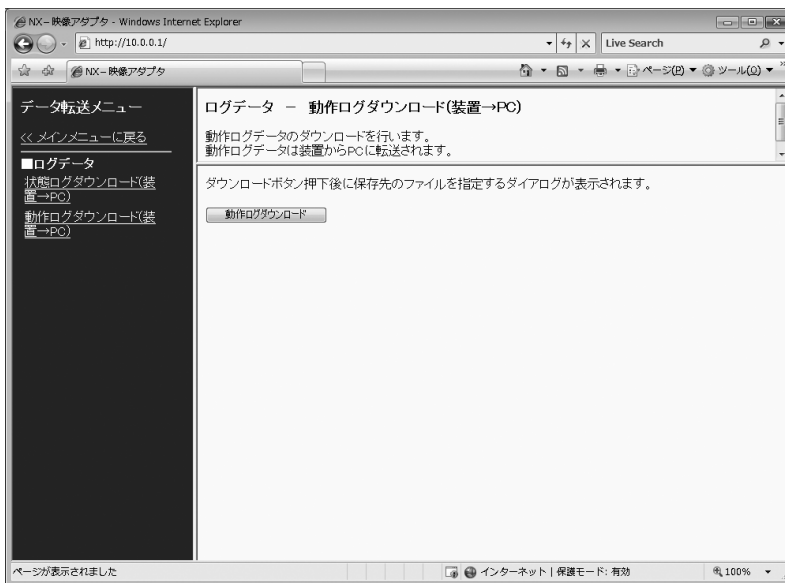 NX－映像アダプタ - Windows Internet Explorer
http://10.0.0.1/
Live Search
NX－映像アダプタ
ページ(P)
ツール(O)
データ転送メニュー
<< メインメニューに戻る
■ログデータ
状態ログダウンロード(装
置→PC)
動作ログダウンロード(装
置→PC)
ログデータ － 動作ログダウンロード(装置→PC)
動作ログデータのダウンロードを行います。
動作ログデータは装置からPCに転送されます。
ダウンロードボタン押下後に保存先のファイルを指定するダイアログが表示されます。
動作ログダウンロード
ページが表示されました
インターネット | 保護モード: 有効
100%